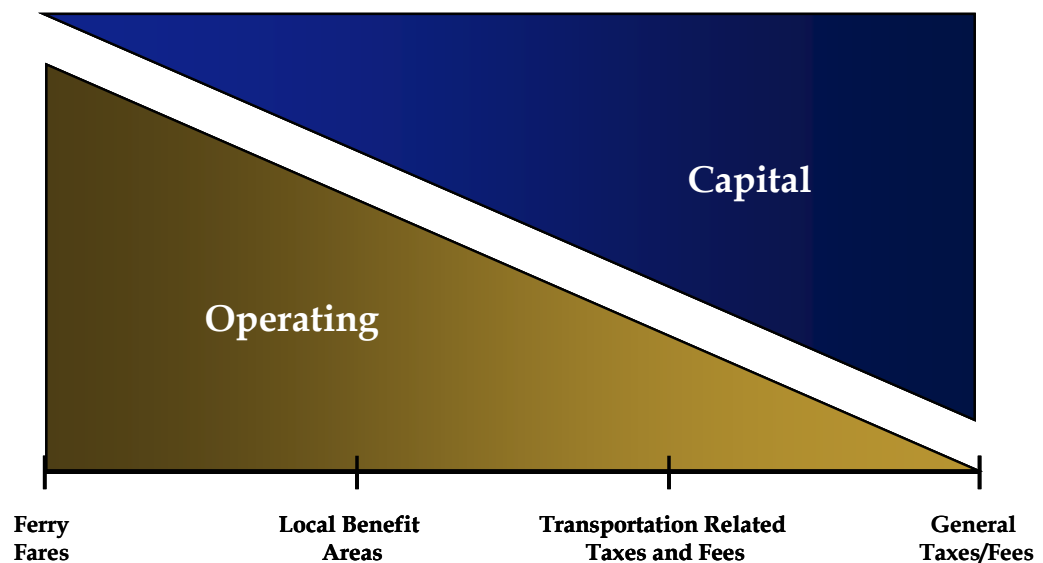 Capital
Operating
Ferry
Fares
Local Benefit
Areas
Transportation Related
Taxes and Fees
General
Taxes/Fees